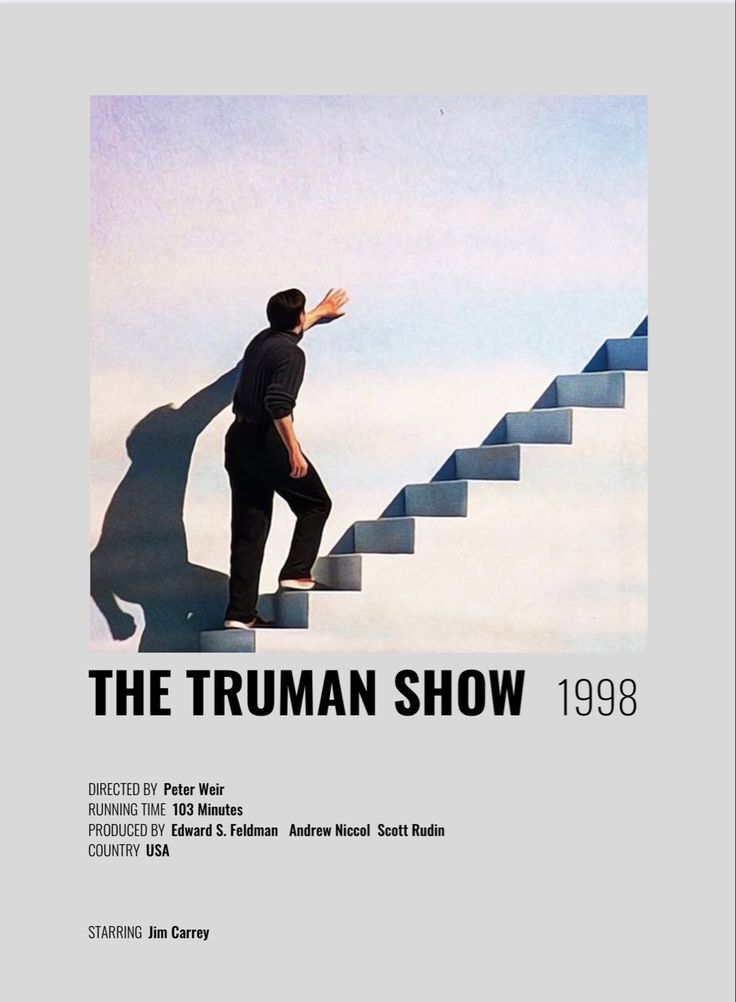 THE TRUMAN SHOW 1998
DIRECTED BY Peter Weir
RUNNING TIME 103 Minutes
PRODUCED BY Edward S. Feldman Andrew Niccol Scott Rudin
COUNTRY USA
STARRING Jim Carrey